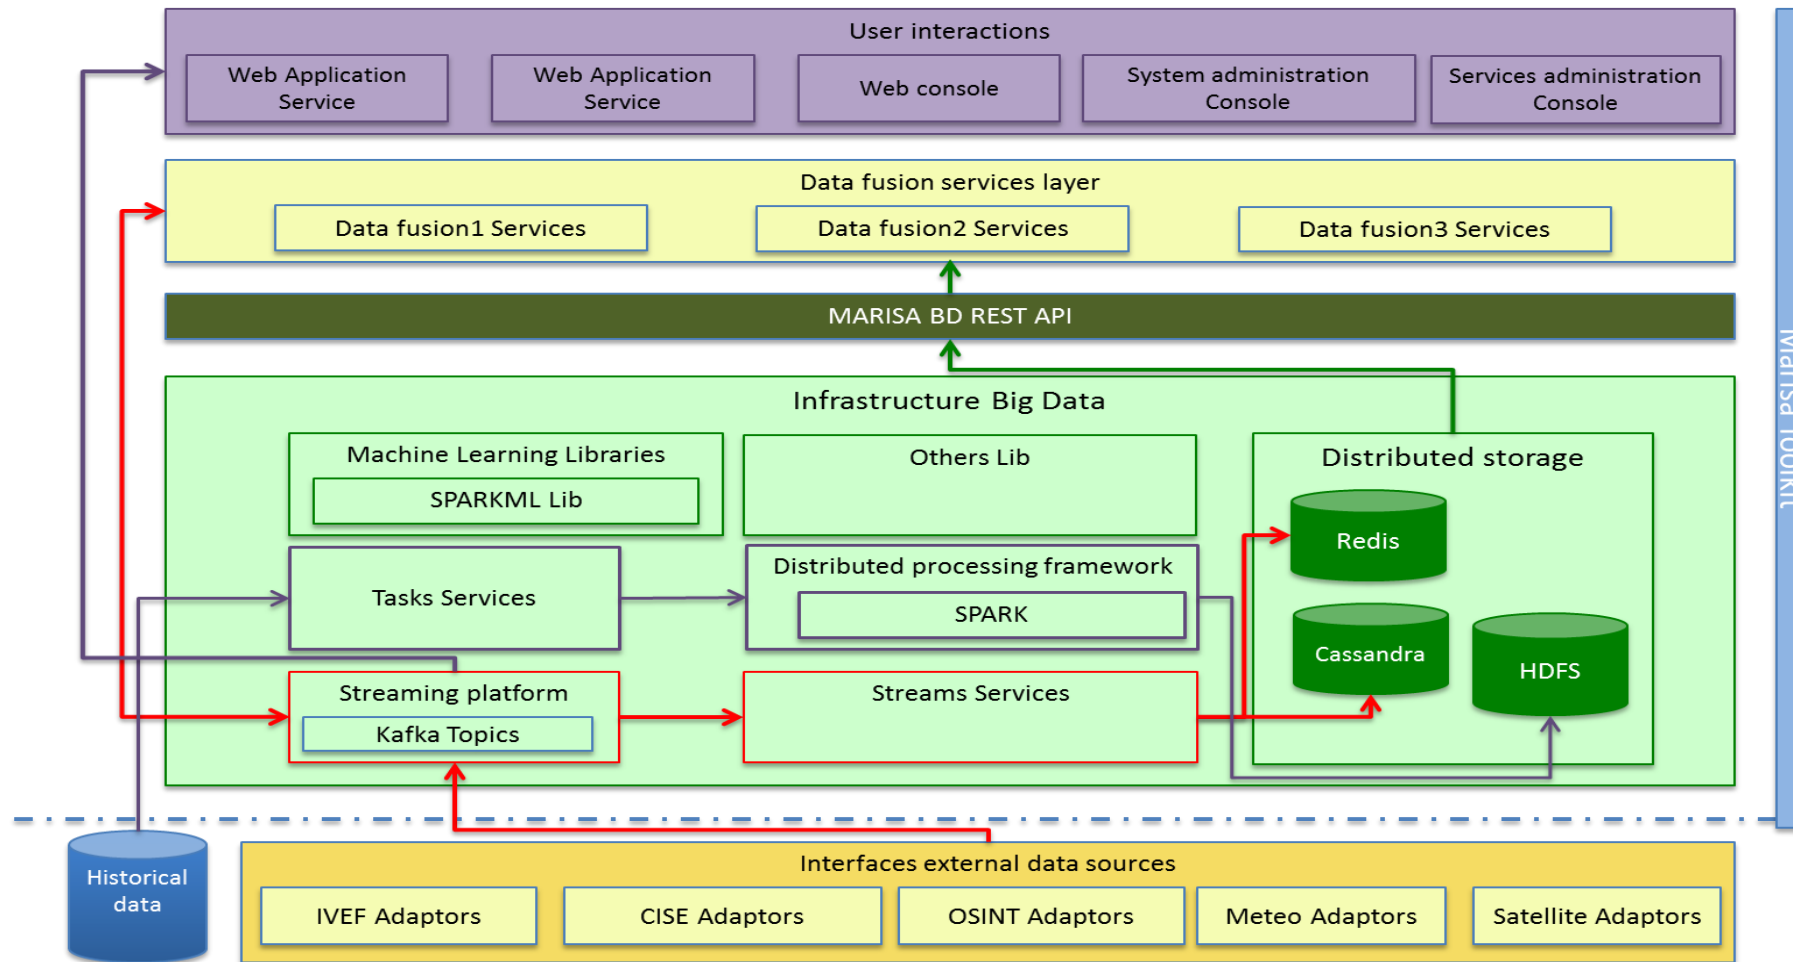 User interactions
Web Application
Service
Web Application
Service
Web console
System administration
Console
Services administration
Console
Data fusion services layer
Data fusion1 Services
Data fusion2 Services
Data fusion3 Services
MARISA BD REST API
Marisa Toolkit
Infrastructure Big Data
Machine Learning Libraries
SPARKML Lib
Others Lib
Distributed storage
Redis
Tasks Services
Distributed processing framework
SPARK
Cassandra
HDFS
Streaming platform
Kafka Topics
Streams Services
Historical
data
Interfaces external data sources
IVEF Adaptors
CISE Adaptors
OSINT Adaptors
Meteo Adaptors
Satellite Adaptors